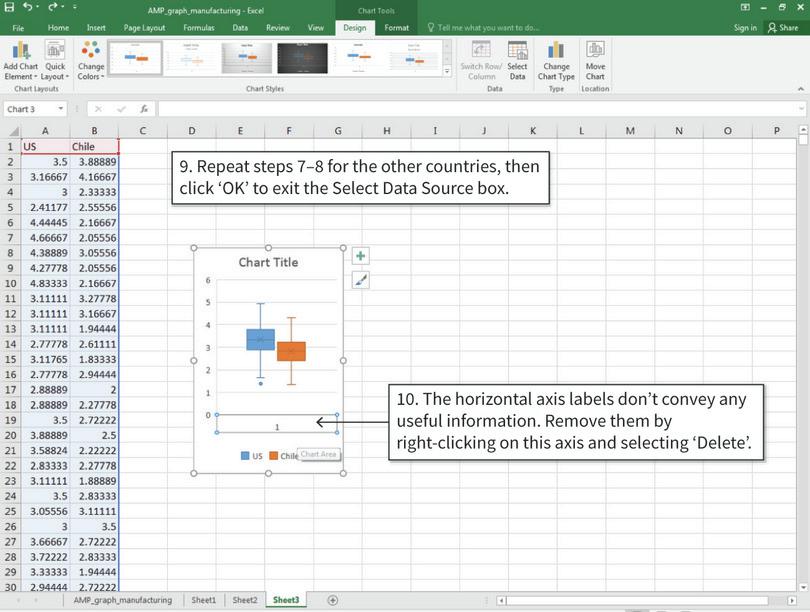 AMP_graph_manufacturing - Excel
Chart Tools
File Home Insert Page Layout Formulas Data Review View Design Format Tell me what you want to do... Sign in Share
Add Chart Element
Quick Layout
Change Colors
Switch Row/ Column
Select Data
Change Chart Type
Move Chart
Chart Layouts Chart Styles Data Type Location
Chart 3 fx
A B C D E F G H I J K L M N O P
1 US Chile
2 3.5 3.88889
3 3.16667 4.16667
4 3 2.33333
5 2.41177 2.55556
6 4.44445 2.16667
7 4.66667 2.05556
8 4.38889 3.05556
9 4.27778 2.05556
10 4.83333 2.16667
11 3.11111 3.27778
12 3.11111 3.16667
13 3.11111 1.94444
14 2.77778 2.61111
15 3.11765 1.83333
16 2.77778 2.94444
17 2.88889 2
18 2.88889 2.27778
19 3.5 2.72222
20 3.88889 2.5
21 3.58824 2.22222
22 2.83333 2.27778
23 3.11111 1.88889
24 3.5 2.83333
25 3.05556 3.11111
26 3 3.5
27 3.66667 2.72222
28 3.72222 2.83333
29 3.33333 1.94444
30 2.94444 2.72222
9. Repeat steps 7–8 for the other countries, then
click ‘OK’ to exit the Select Data Source box.
Chart Title
6
5
4
3
2
1
0
1
US Chile
Chart Area
10. The horizontal axis labels don’t convey any
useful information. Remove them by
right-clicking on this axis and selecting ‘Delete’.
AMP_graph_manufacturing Sheet1 Sheet2 Sheet3